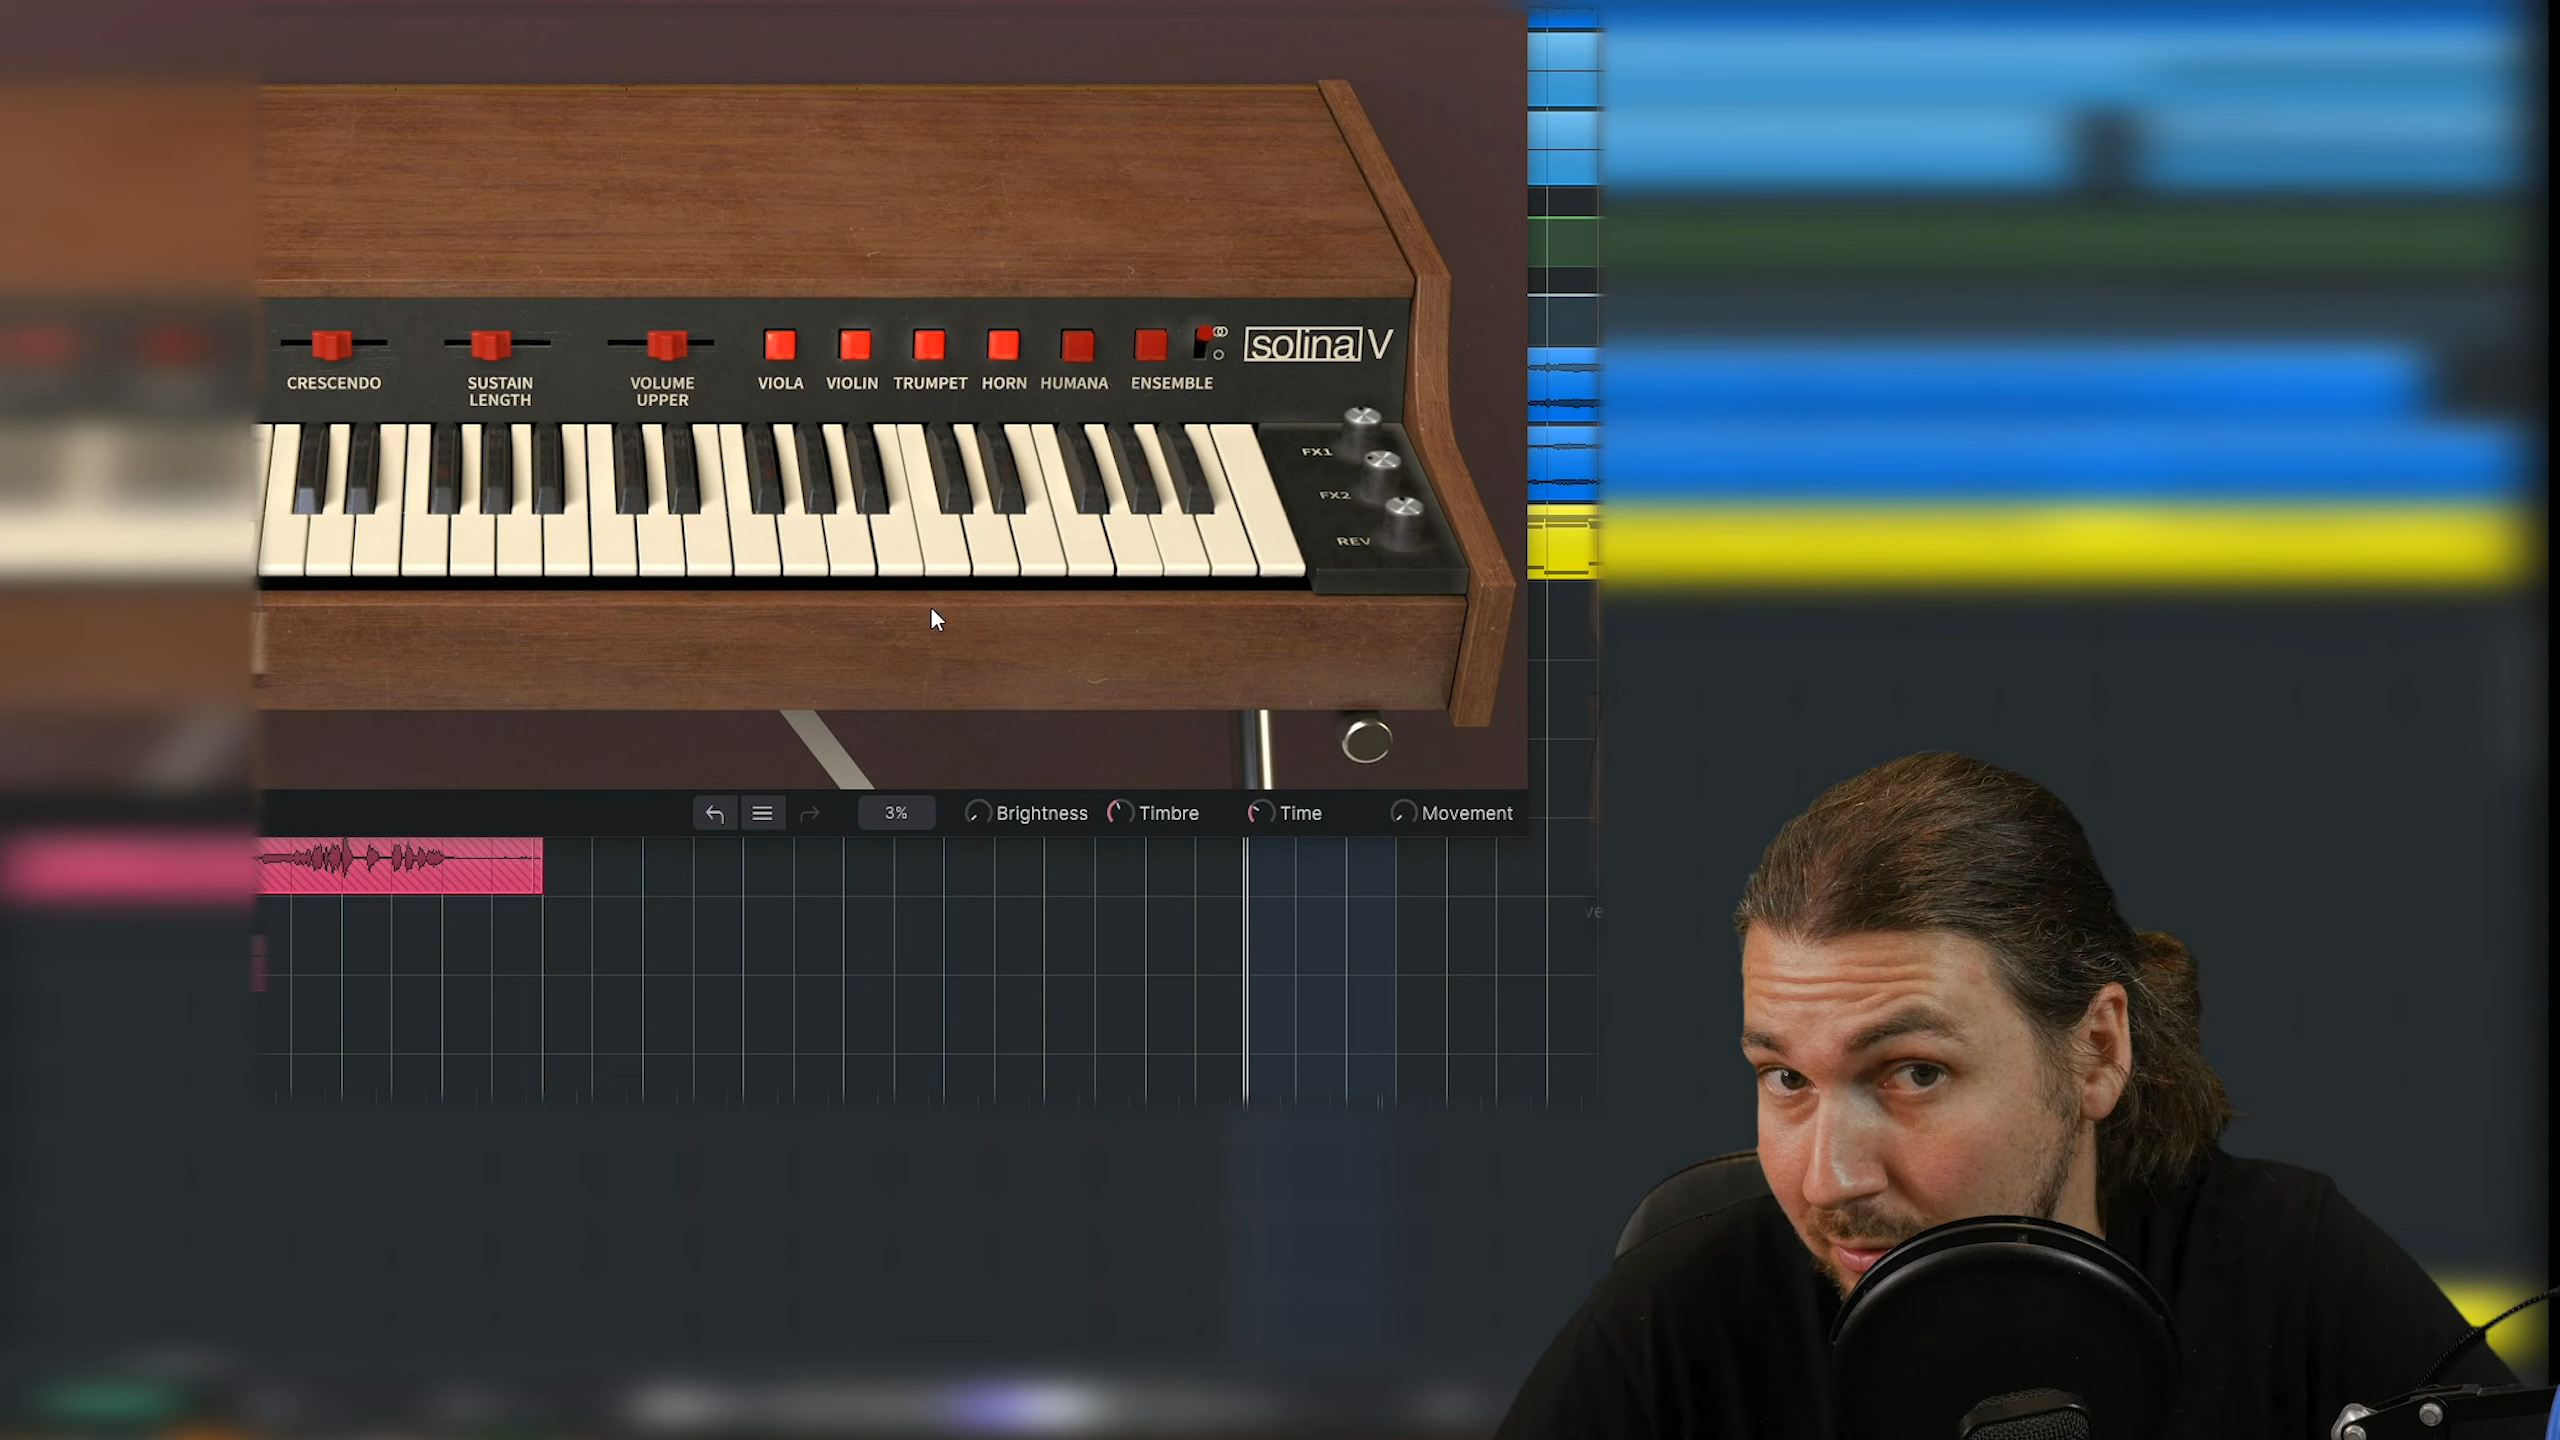 CRESCENDO
SUSTAIN
LENGTH
VOLUME
UPPER
VIOLA
VIOLIN
TRUMPET
HORN
HUMANA
ENSEMBLE
solina V
FX1
FX2
REV
3%
Brightness
Timbre
Time
Movement
ve